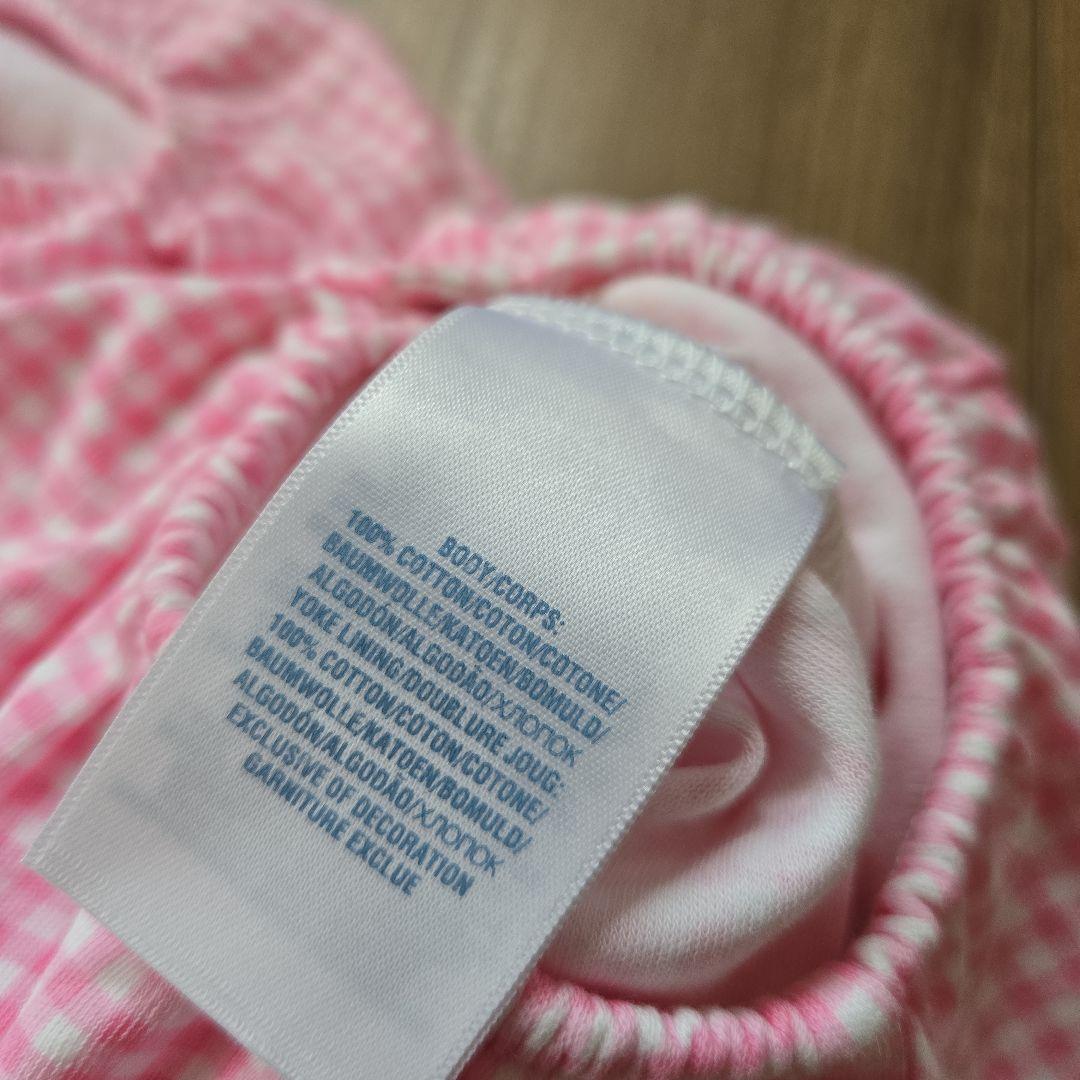 BODY/CORPS:
100% COTTON/COTON/COTONE/
BAUMWOLLE/KATOEN/BOMULD/
ALGODÓN/ALGODÃO/ХЛОПОК
YOKE LINING/DOUBLURE JOUG:
100% COTTON/COTON/COTONE/
BAUMWOLLE/KATOEN/BOMULD/
ALGODÓN/ALGODÃO/ХЛОПОК
EXCLUSIVE OF DECORATION
GARNITURE EXCLUE